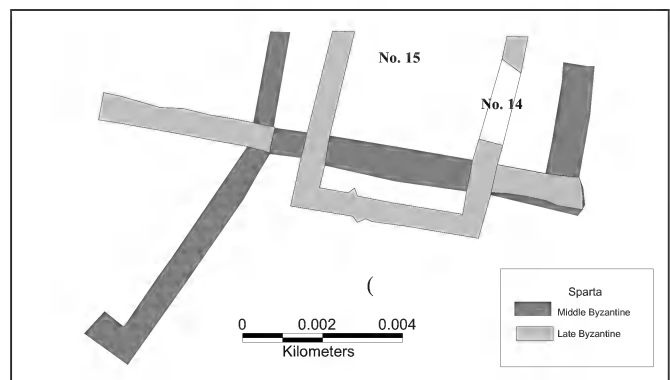 No. 15
No. 14
(
0 0.002 0.004
Kilometers
Sparta
Middle Byzantine
Late Byzantine